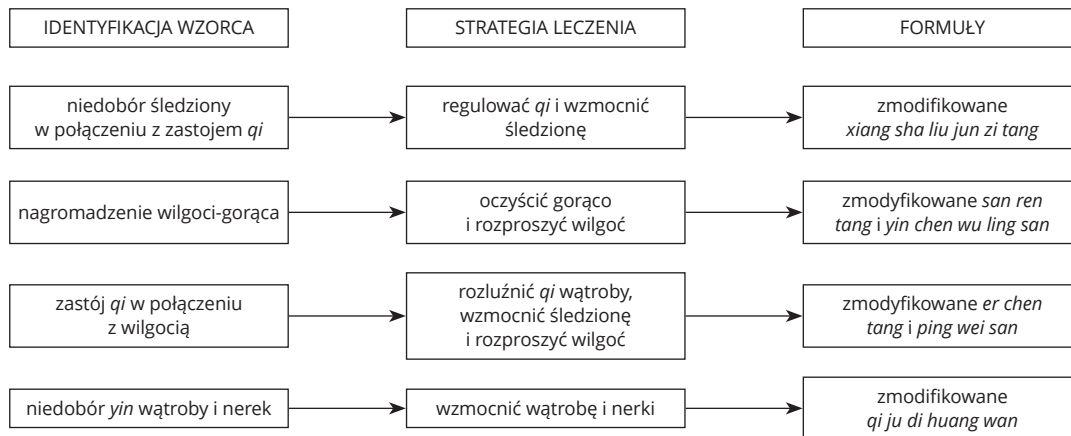 IDENTYFIKACJA WZORCA
STRATEGIA LECZENIA
FORMUŁY
niedobór śledziony
w połączeniu z zastojem qi
regulować qi i wzmocnić
śledzionę
zmodifikowane
xiang sha liu jun zi tang
nagromadzenie wilgoci-gorąca
oczyścić gorąco
i rozproszyć wilgoć
zmodyfikowane san ren
tang i yin chen wu ling san
zastój qi w połączeniu
z wilgocią
rozluźnić qi wątroby,
wzmocnić śledzionę
i rozproszyć wilgoć
zmodyfikowane er chen
tang i ping wei san
niedobór yin wątroby i nerek
wzmocnić wątrobę i nerki
zmodifikowane
qi ju di huang wan